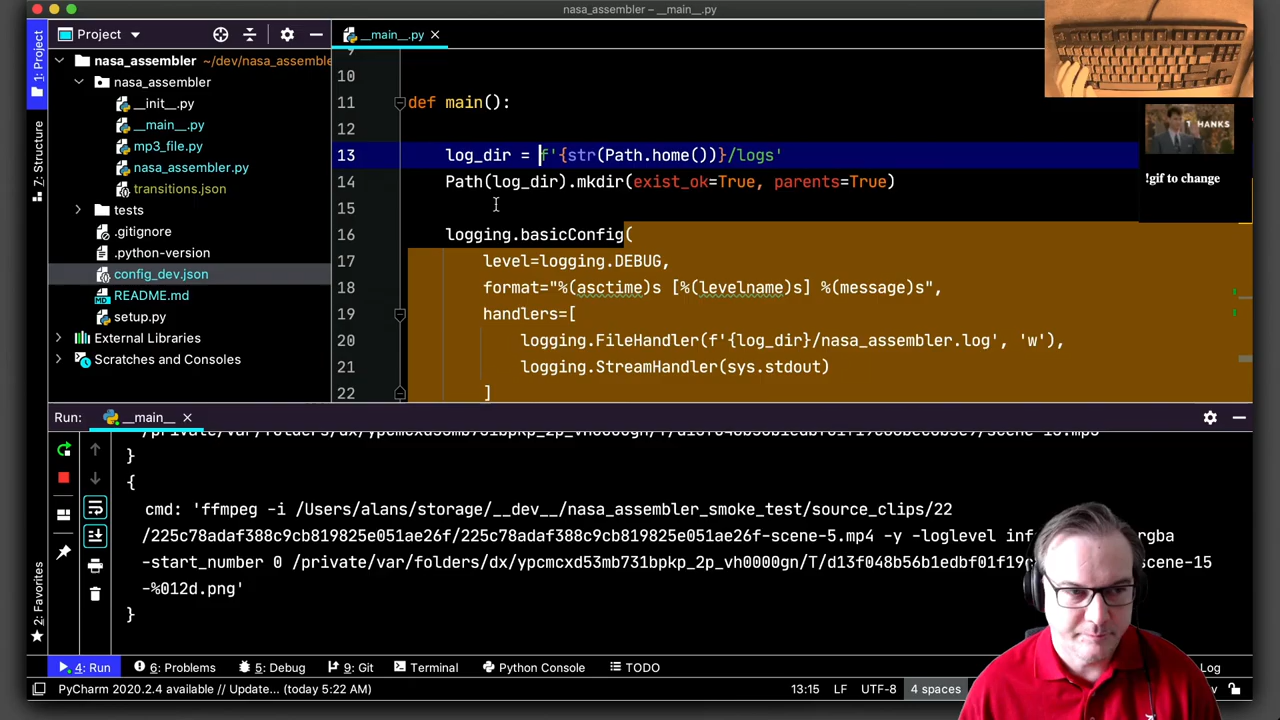 nasa_assembler – __main__.py
1: Project
Project
__main__.py
nasa_assembler ~/dev/nasa_assemble
nasa_assembler
__init__.py
__main__.py
mp3_file.py
nasa_assembler.py
transitions.json
tests
.gitignore
.python-version
config_dev.json
README.md
setup.py
External Libraries
Scratches and Consoles
7: Structure
2: Favorites
10
11 def main():
12
13 log_dir = f'{str(Path.home())}/logs'
14 Path(log_dir).mkdir(exist_ok=True, parents=True)
15
16 logging.basicConfig(
17 level=logging.DEBUG,
18 format="%(asctime)s [%(levelname)s] %(message)s",
19 handlers=[
20 logging.FileHandler(f'{log_dir}/nasa_assembler.log', 'w'),
21 logging.StreamHandler(sys.stdout)
22 ]
T HANKS
!gif to change
Run: __main__
}
{
cmd: 'ffmpeg -i /Users/alans/storage/__dev__/nasa_assembler_smoke_test/source_clips/22
/225c78adaf388c9cb819825e051ae26f/225c78adaf388c9cb819825e051ae26f-scene-5.mp4 -y -loglevel inf rgba
-start_number 0 /private/var/folders/dx/ypcmcxd53mb731bpkp_2p_vh0000gn/T/d13f048b56b1edbf01f19c scene-15
-%012d.png'
}
4: Run 6: Problems 5: Debug 9: Git Terminal Python Console TODO Log
PyCharm 2020.2.4 available // Update... (today 5:22 AM) 13:15 LF UTF-8 4 spaces